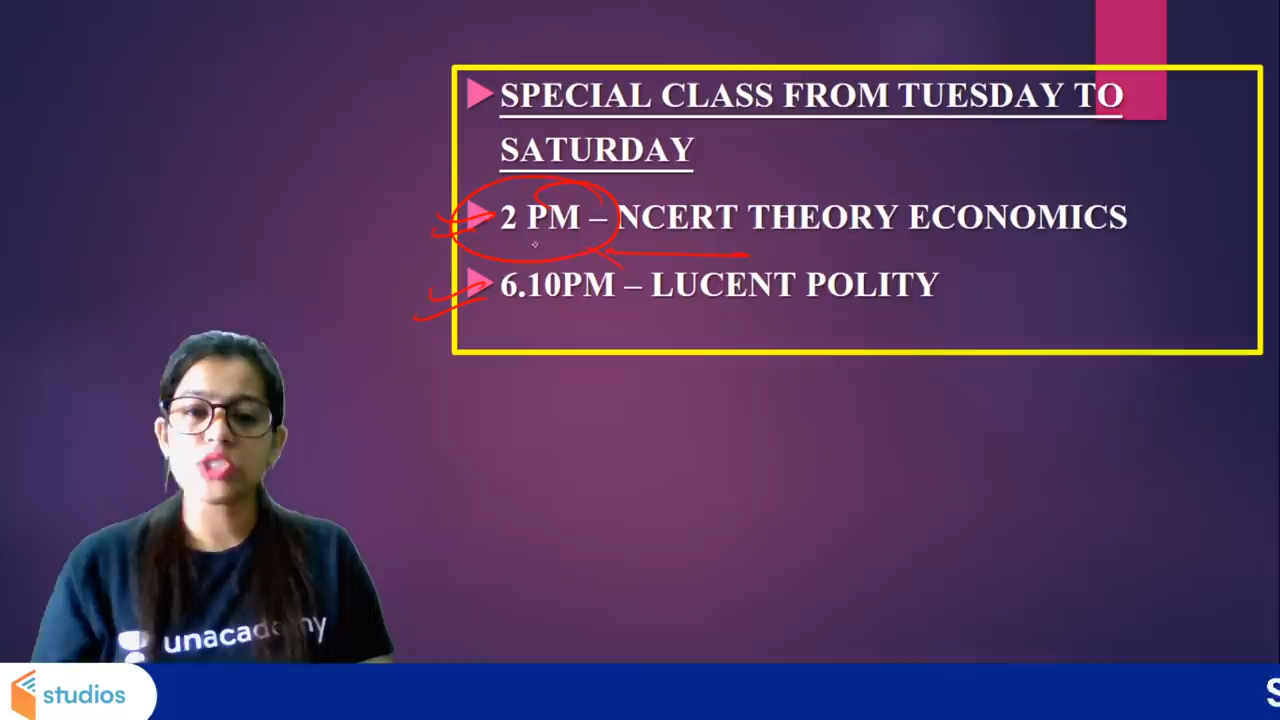 SPECIAL CLASS FROM TUESDAY TO
SATURDAY
2 PM – NCERT THEORY ECONOMICS
6.10PM – LUCENT POLITY
unacademy
studios
S